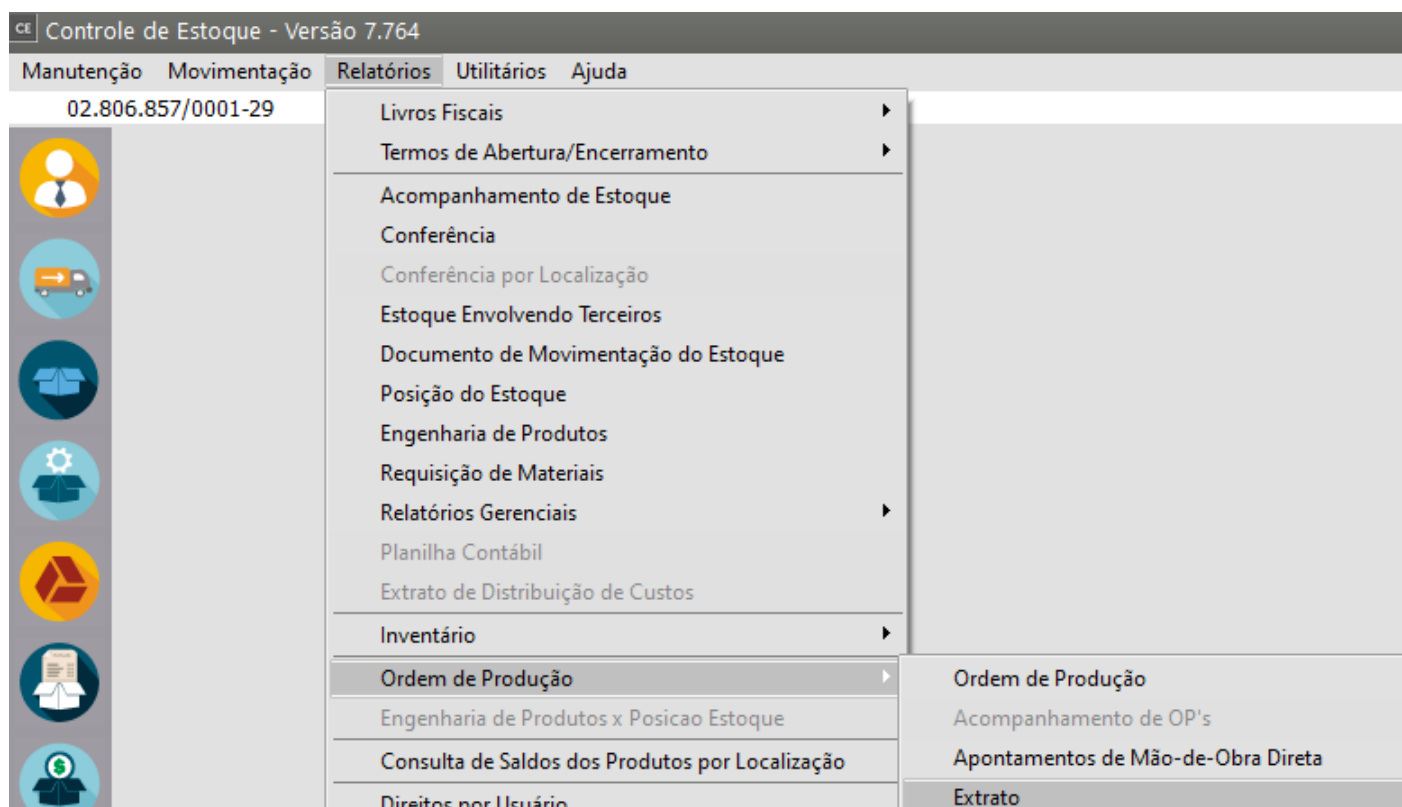 CE Controle de Estoque - Versão 7.764
Manutenção Movimentação Relatórios Utilitários Ajuda
02.806.857/0001-29
Livros Fiscais
Termos de Abertura/Encerramento
Acompanhamento de Estoque
Conferência
Conferência por Localização
Estoque Envolvendo Terceiros
Documento de Movimentação do Estoque
Posição do Estoque
Engenharia de Produtos
Requisição de Materiais
Relatórios Gerenciais
Planilha Contábil
Extrato de Distribuição de Custos
Inventário
Ordem de Produção
Engenharia de Produtos x Posicao Estoque
Consulta de Saldos dos Produtos por Localização
Direitos por Usuário
Ordem de Produção
Acompanhamento de OP's
Apontamentos de Mão-de-Obra Direta
Extrato